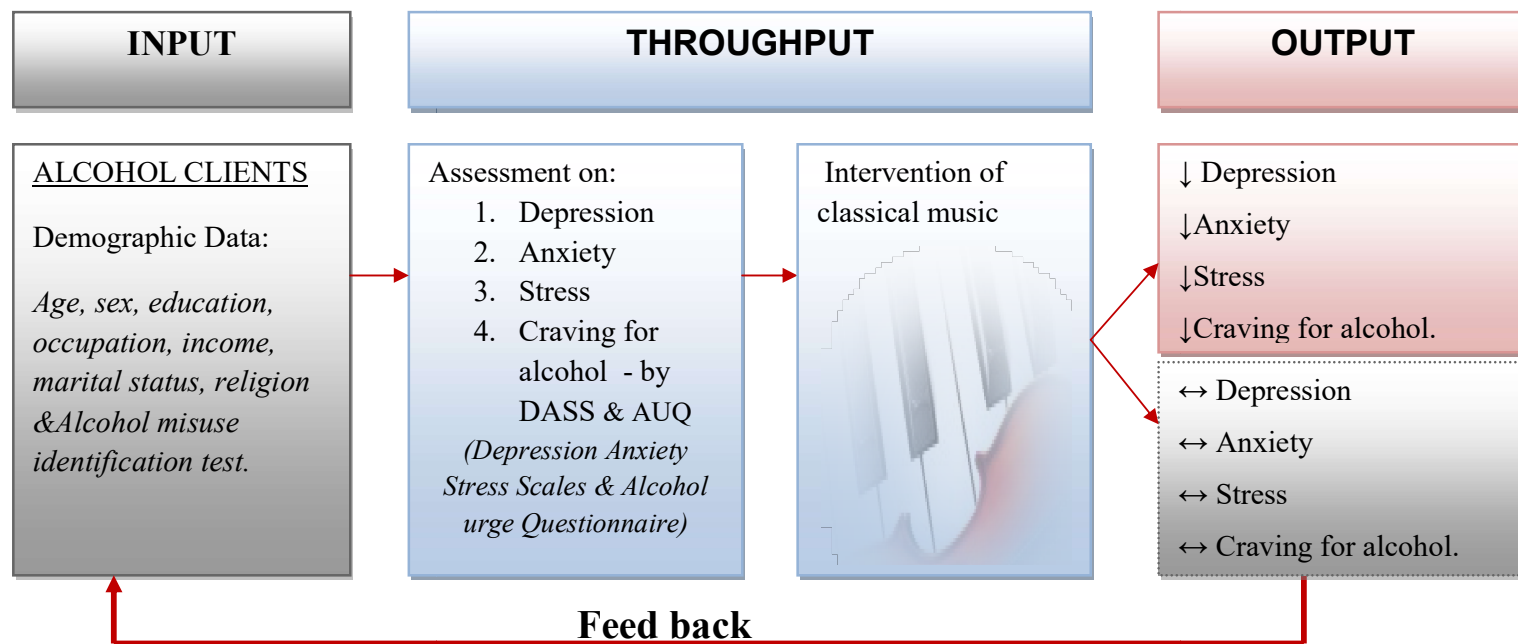 INPUT
THROUGHPUT
OUTPUT
ALCOHOL CLIENTS
Demographic Data:
Age, sex, education,
occupation, income,
marital status, religion
&Alcohol misuse
identification test.
Assessment on:
1. Depression
2. Anxiety
3. Stress
4. Craving for
alcohol - by
DASS & AUQ
(Depression Anxiety
Stress Scales & Alcohol
urge Questionnaire)
Intervention of
classical music
↓ Depression
↓Anxiety
↓Stress
↓Craving for alcohol.
↔ Depression
↔ Anxiety
↔ Stress
↔ Craving for alcohol.
Feed back